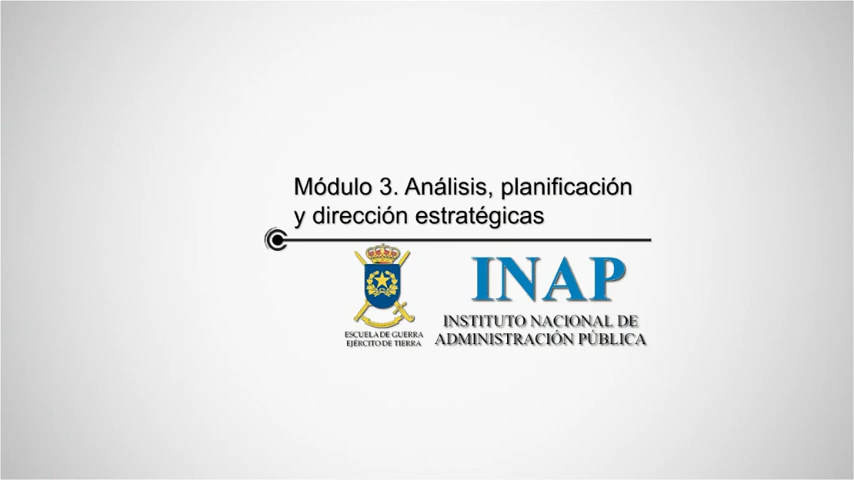 Módulo 3. Análisis, planificación
y dirección estratégicas
INAP
ESCUELA DE GUERRA
EJÉRCITO DE TIERRA
INSTITUTO NACIONAL DE
ADMINISTRACIÓN PÚBLICA